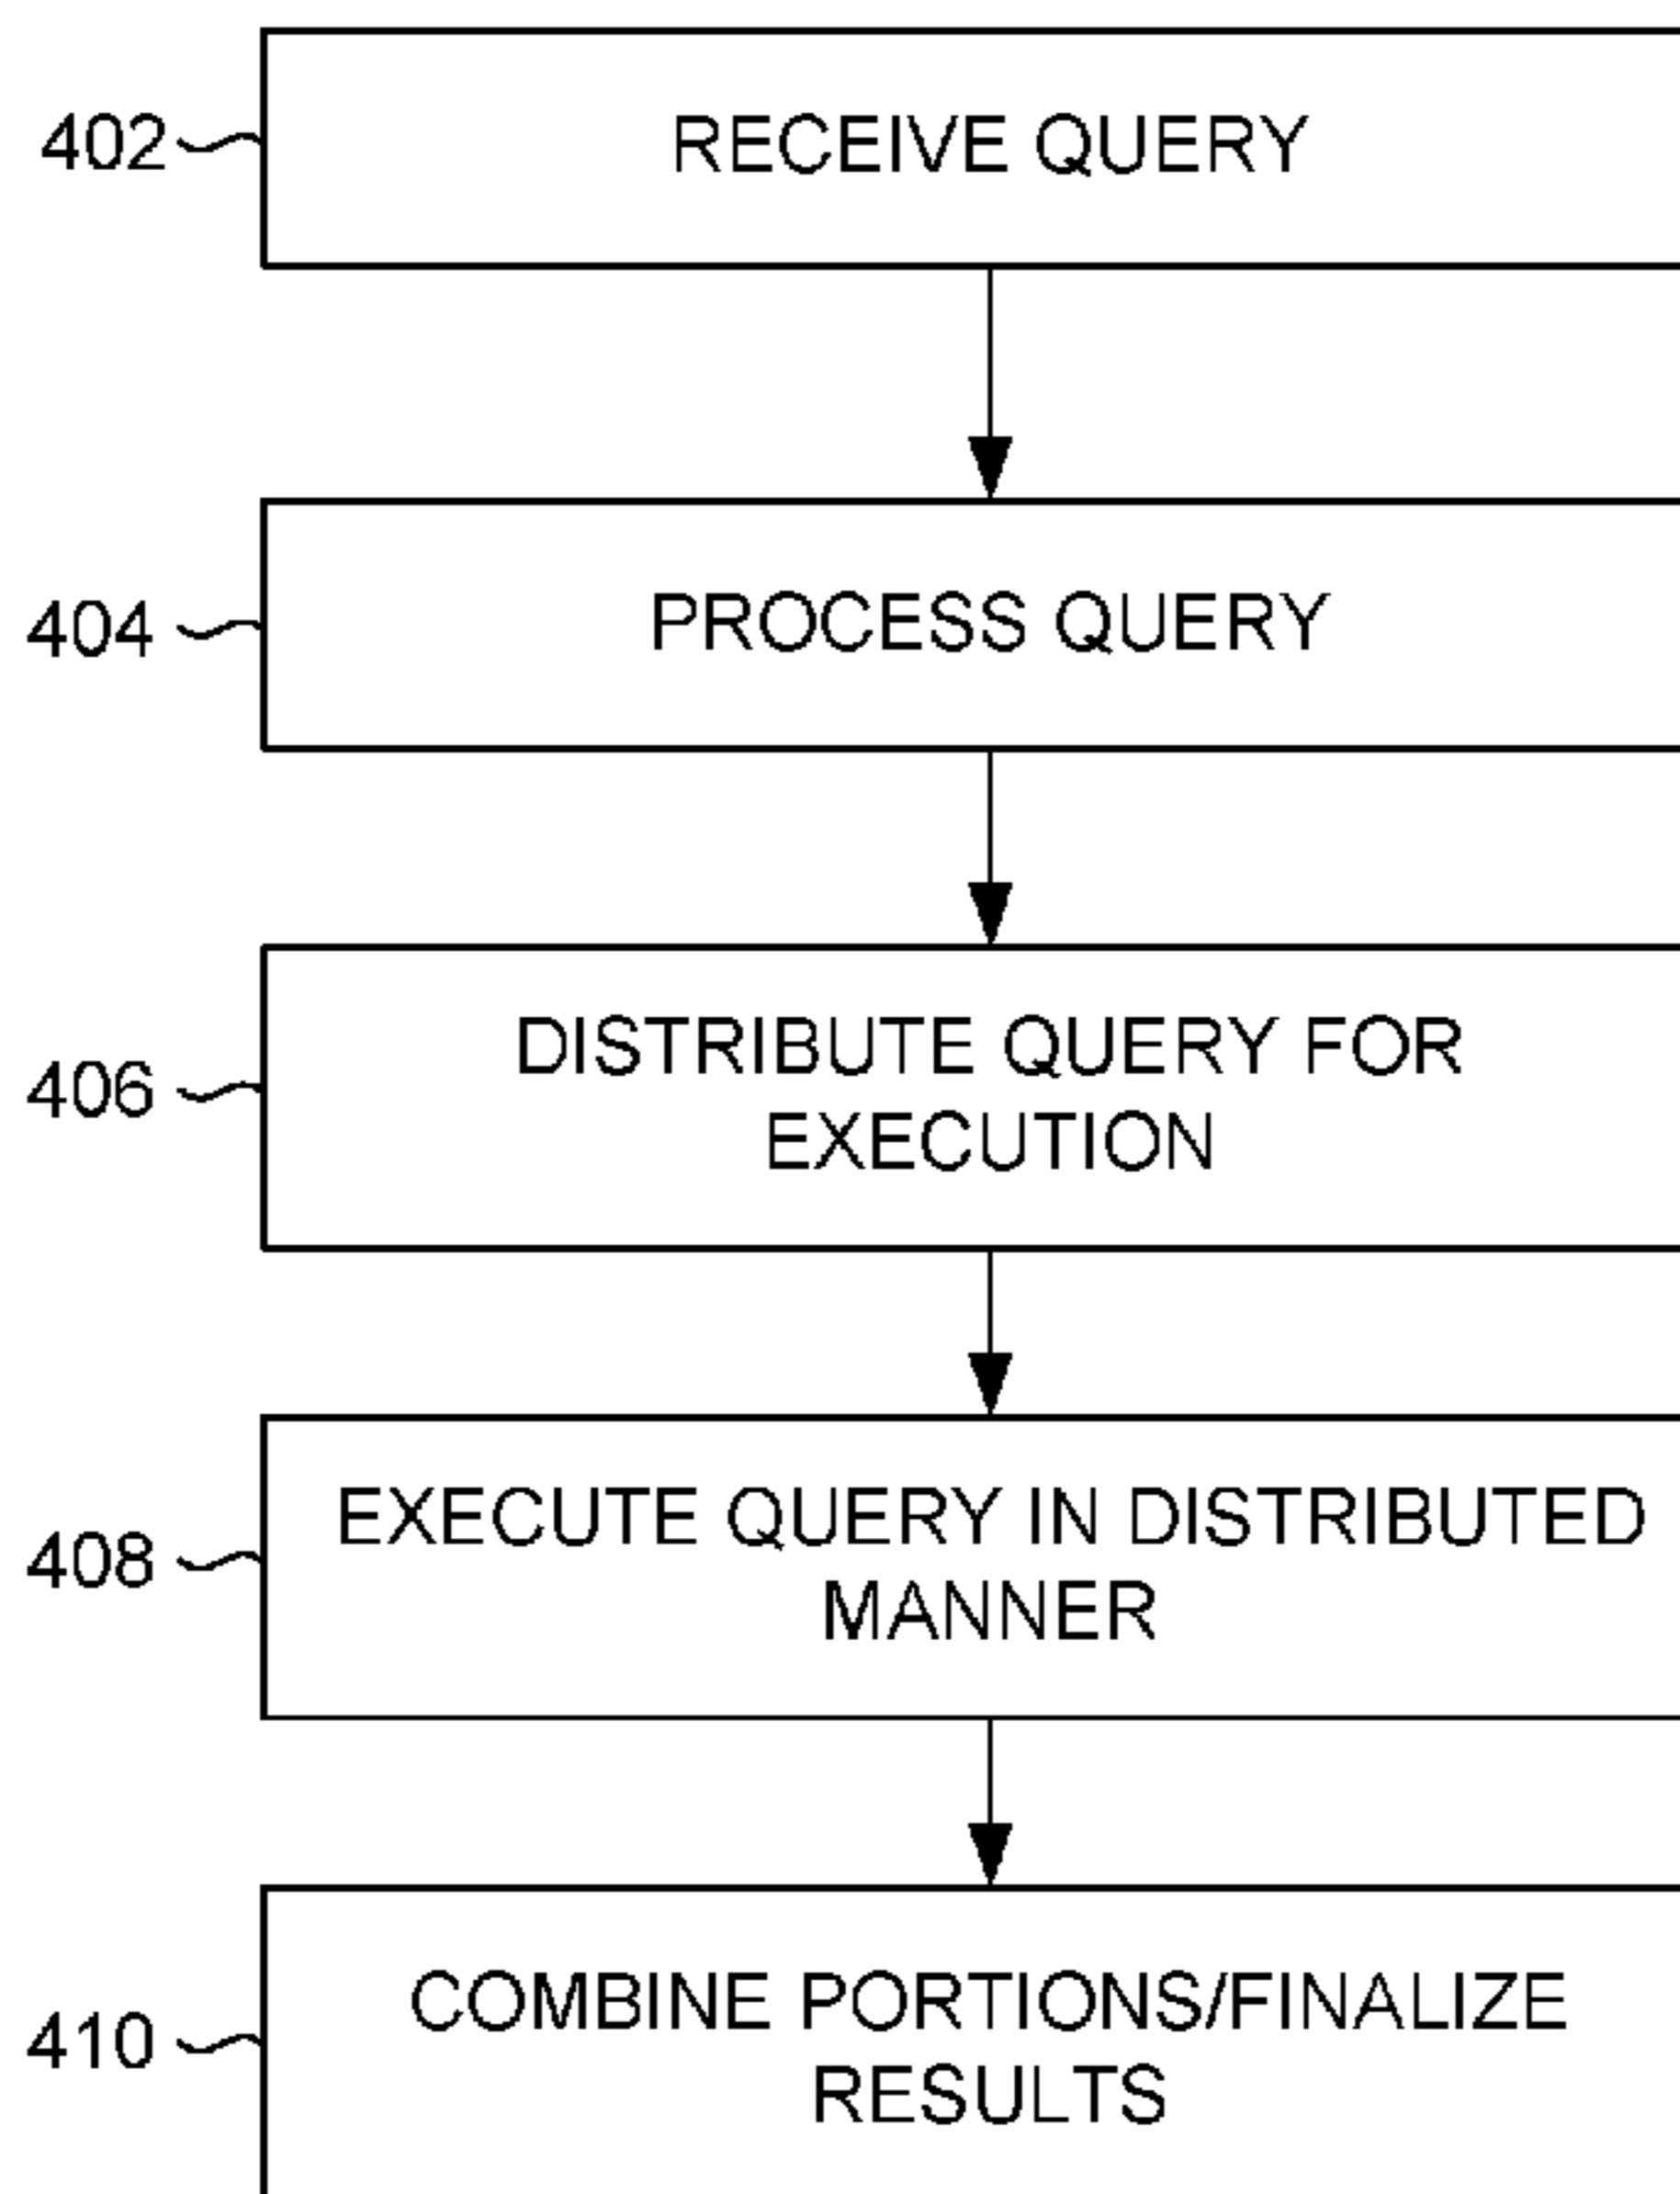 402
RECEIVE QUERY
404
PROCESS QUERY
406
DISTRIBUTE QUERY FOR
EXECUTION
408
EXECUTE QUERY IN DISTRIBUTED
MANNER
410
COMBINE PORTIONS/FINALIZE
RESULTS